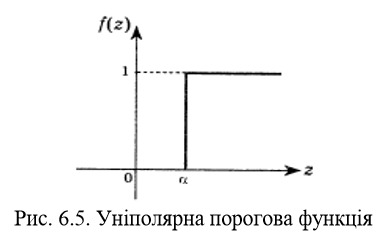 f(z)
1
0
α
z
Рис. 6.5. Уніполярна порогова функція